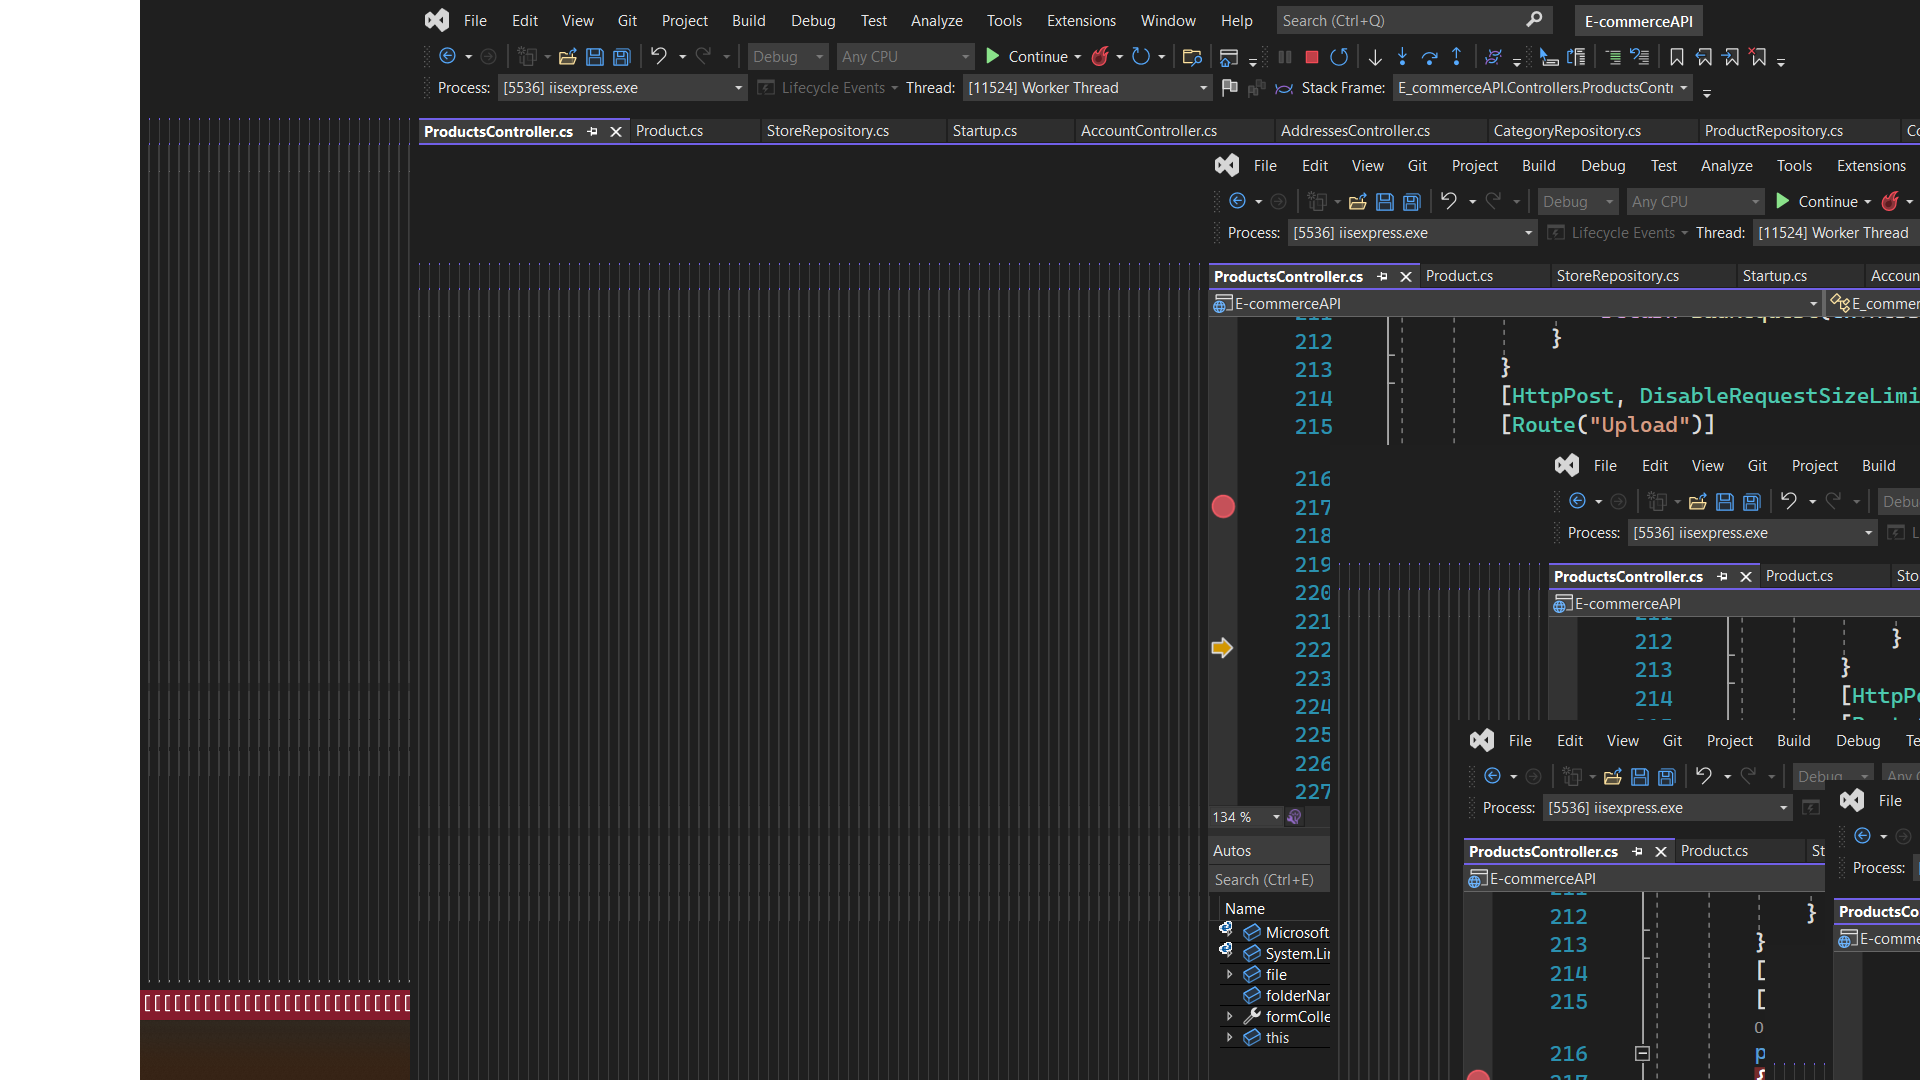 File Edit View Git Project Build Debug Test Analyze Tools Extensions Window Help Search (Ctrl+Q) E-commerceAPI
Debug Any CPU Continue
Process: [5536] iisexpress.exe Lifecycle Events Thread: [11524] Worker Thread Stack Frame: E_commerceAPI.Controllers.ProductsContr
ProductsController.cs Product.cs StoreRepository.cs Startup.cs AccountController.cs AddressesController.cs CategoryRepository.cs ProductRepository.cs Co
File Edit View Git Project Build Debug Test Analyze Tools Extensions
Debug Any CPU Continue
Process: [5536] iisexpress.exe Lifecycle Events Thread: [11524] Worker Thread
ProductsController.cs Product.cs StoreRepository.cs Startup.cs Accoun
E-commerceAPI E_commer
212 }
213 }
214 [HttpPost, DisableRequestSizeLimi
215 [Route("Upload")]
216
217
218
219
220
221
222
223
224
225
226
227
134 %
Autos
Search (Ctrl+E)
Name
Microsoft
System.Lin
file
folderNar
formColle
this
File Edit View Git Project Build
Debu
Process: [5536] iisexpress.exe L
ProductsController.cs Product.cs Sto
E-commerceAPI
212 }
213 }
214 [HttpPo
File Edit View Git Project Build Debug Te
Debug Any C
Process: [5536] iisexpress.exe
ProductsController.cs Product.cs St
E-commerceAPI
212 }
213 }
214 [
215 [
0
216 p
217 {
File
Process:
ProductsCo
E-comme
[[[[[[[[[[[[[[[[[[[[[[[[[[[